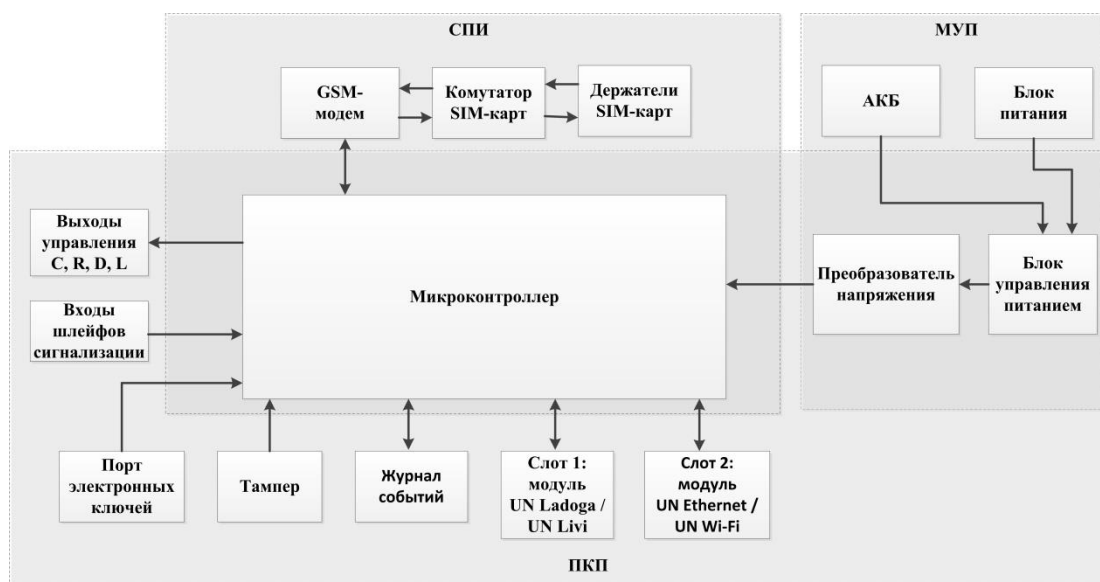 СПИ
МУП
GSM-
модем
Комутатор
SIM-карт
Держатели
SIM-карт
АКБ
Блок
питания
Выходы
управления
C, R, D, L
Микроконтроллер
Преобразователь
напряжения
Блок
управления
питанием
Входы
шлейфов
сигнализации
Порт
электронных
ключей
Тампер
Журнал
событий
Слот 1:
модуль
UN Ladoga /
UN Livi
Слот 2:
модуль
UN Ethernet /
UN Wi-Fi
ПКП